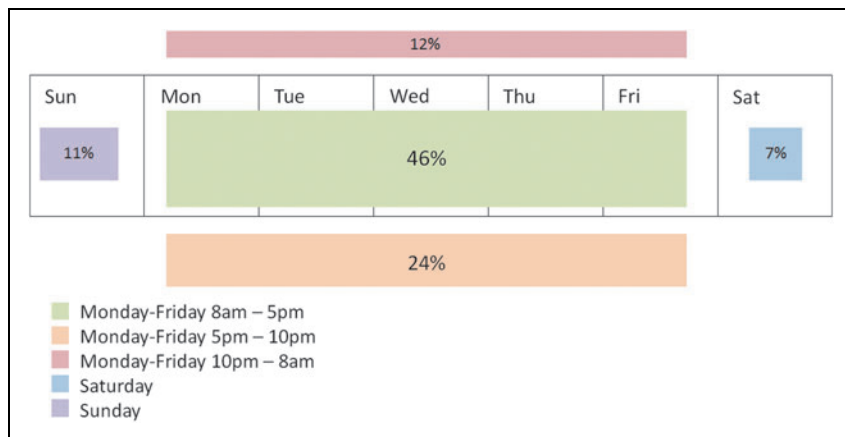 12%
Sun Mon Tue Wed Thu Fri Sat
11% 46% 7%
24%
Monday-Friday 8am – 5pm
Monday-Friday 5pm – 10pm
Monday-Friday 10pm – 8am
Saturday
Sunday